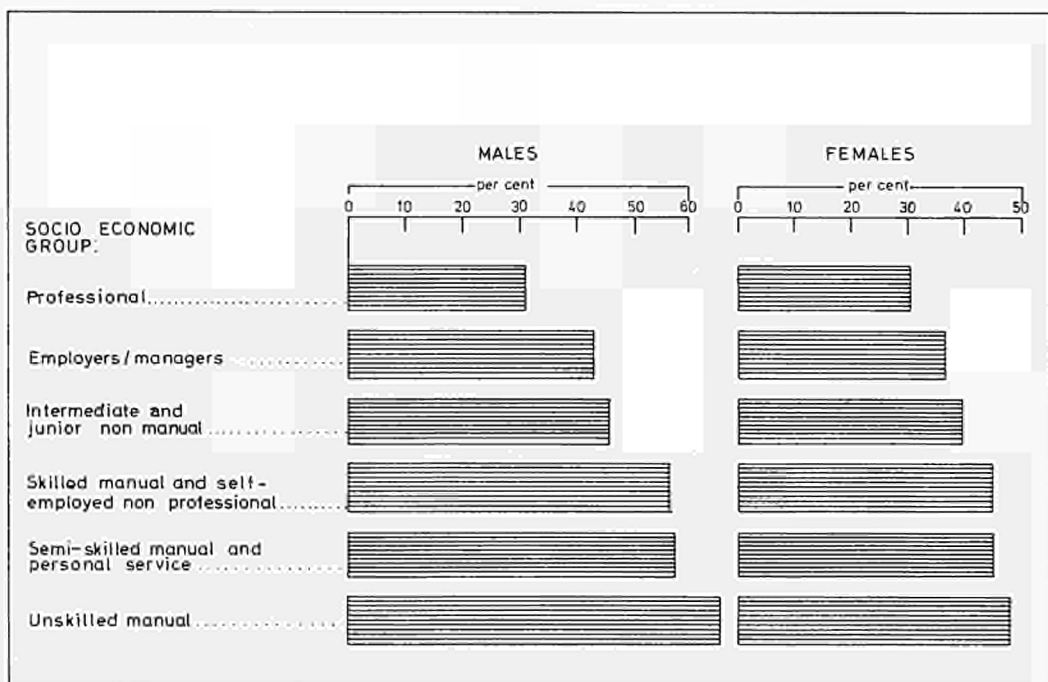 MALES FEMALES
per cent per cent
0 10 20 30 40 50 60 0 10 20 30 40 50
SOCIO ECONOMIC
GROUP:
Professional
Employers/managers
Intermediate and
junior non manual
Skilled manual and self-
employed non professional
Semi-skilled manual and
personal service
Unskilled manual